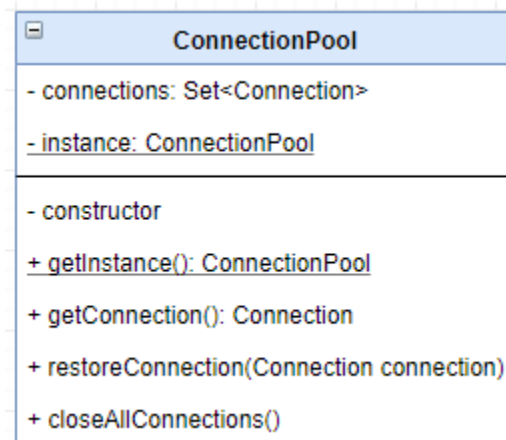 ConnectionPool
- connections: Set<Connection>
- instance: ConnectionPool
- constructor
+ getInstance(): ConnectionPool
+ getConnection(): Connection
+ restoreConnection(Connection connection)
+ closeAllConnections()